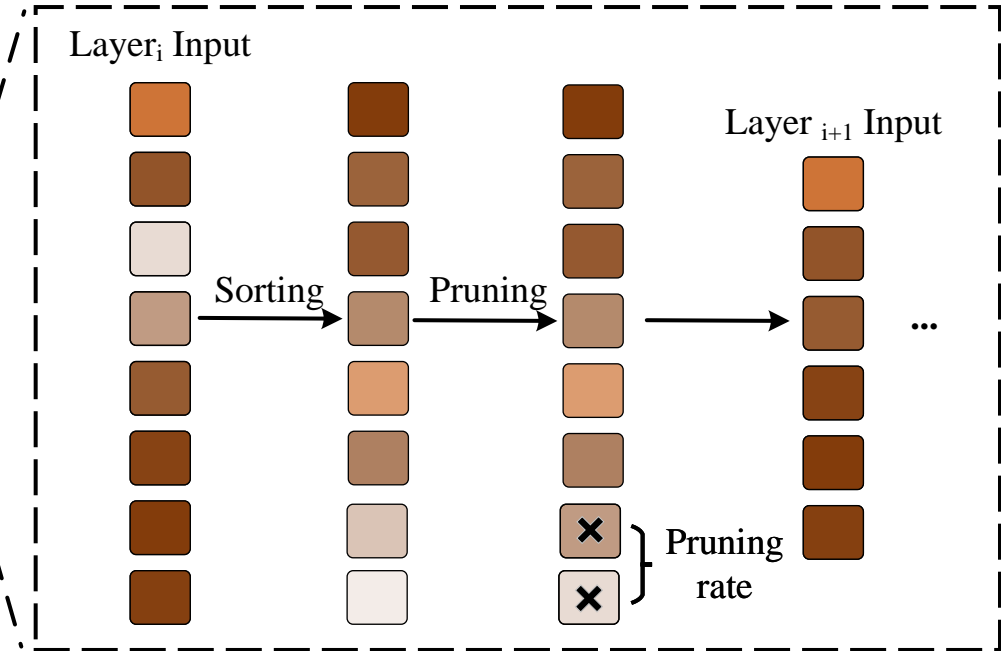 Layerᵢ Input
Layer ᵢ₊₁ Input
Sorting
Pruning
...
Pruning
rate